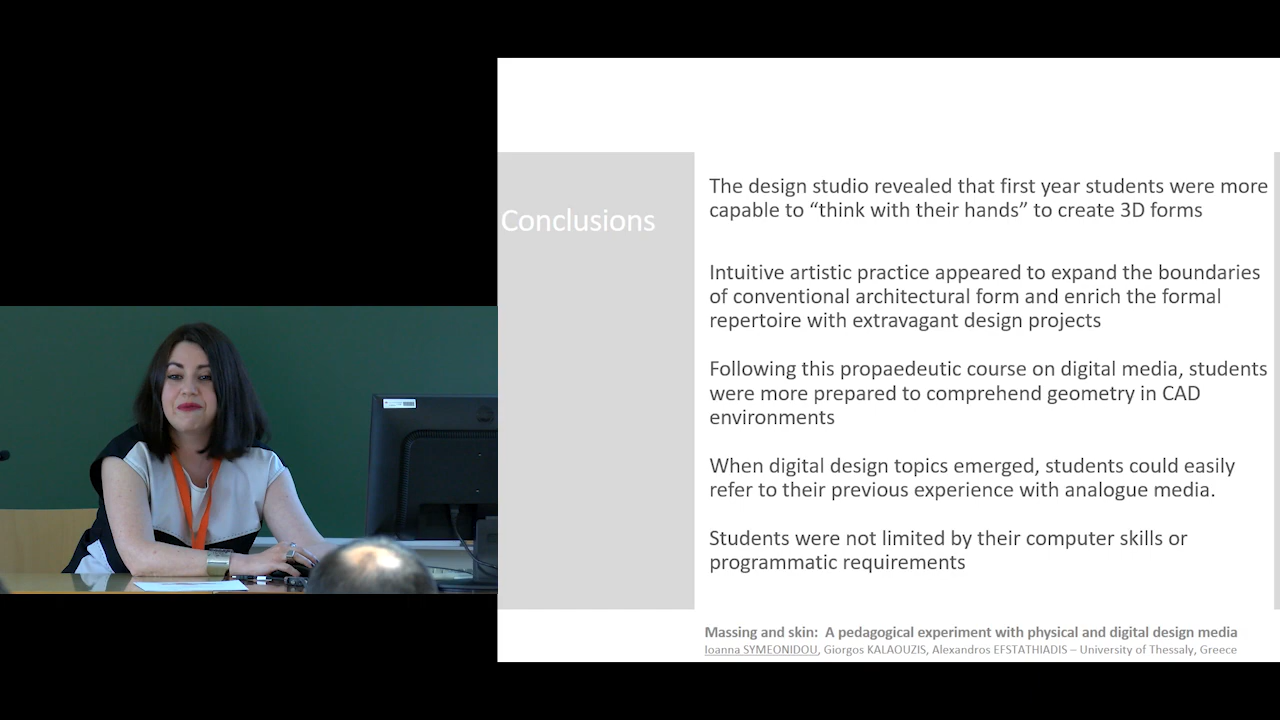 Conclusions
The design studio revealed that first year students were more
capable to “think with their hands” to create 3D forms
Intuitive artistic practice appeared to expand the boundaries
of conventional architectural form and enrich the formal
repertoire with extravagant design projects
Following this propaedeutic course on digital media, students
were more prepared to comprehend geometry in CAD
environments
When digital design topics emerged, students could easily
refer to their previous experience with analogue media.
Students were not limited by their computer skills or
programmatic requirements
Massing and skin: A pedagogical experiment with physical and digital design media
Ioanna SYMEONIDOU, Giorgos KALAOUZIS, Alexandros EFSTATHIADIS – University of Thessaly, Greece